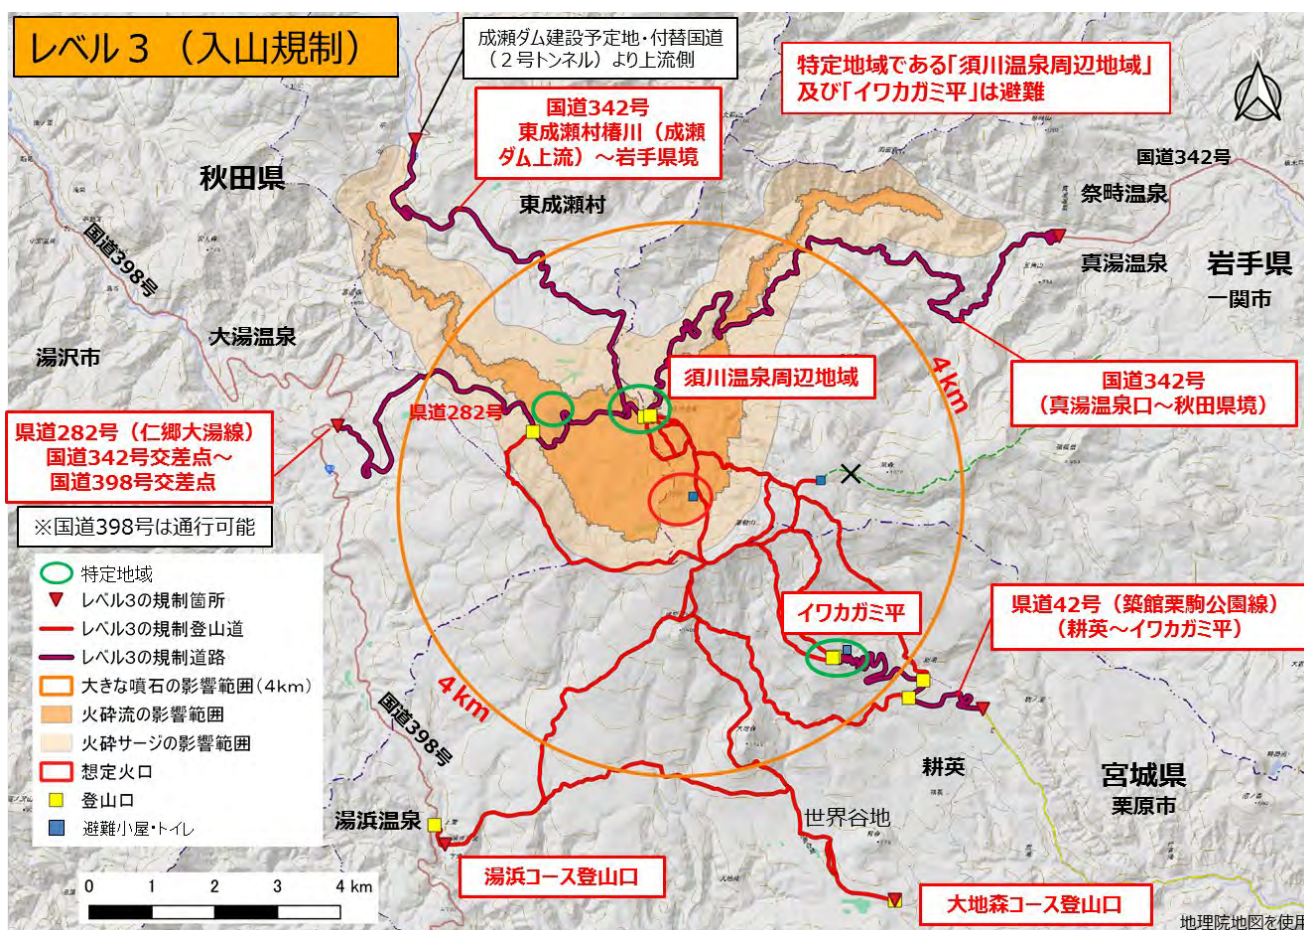 レベル３（入山規制）
成瀬ダム建設予定地・付替国道
（２号トンネル）より上流側
特定地域である「須川温泉周辺地域」
及び「イワカガミ平」は避難
国道342号
東成瀬村椿川（成瀬
ダム上流）～岩手県境
国道342号
秋田県
東成瀬村
祭畤温泉
国道398号
真湯温泉
岩手県
一関市
大湯温泉
湯沢市
須川温泉周辺地域
4km
国道342号
（真湯温泉口～秋田県境）
県道282号
県道282号（仁郷大湯線）
国道342号交差点～
国道398号交差点
※国道398号は通行可能
特定地域
レベル3の規制箇所
レベル3の規制登山道
レベル3の規制道路
大きな噴石の影響範囲（4km）
火砕流の影響範囲
火砕サージの影響範囲
想定火口
登山口
避難小屋・トイレ
イワカガミ平
県道42号（築館栗駒公園線）
（耕英～イワカガミ平）
4km
国道398号
耕英
宮城県
栗原市
湯浜温泉
世界谷地
湯浜コース登山口
大地森コース登山口
0 1 2 3 4 km
地理院地図を使用